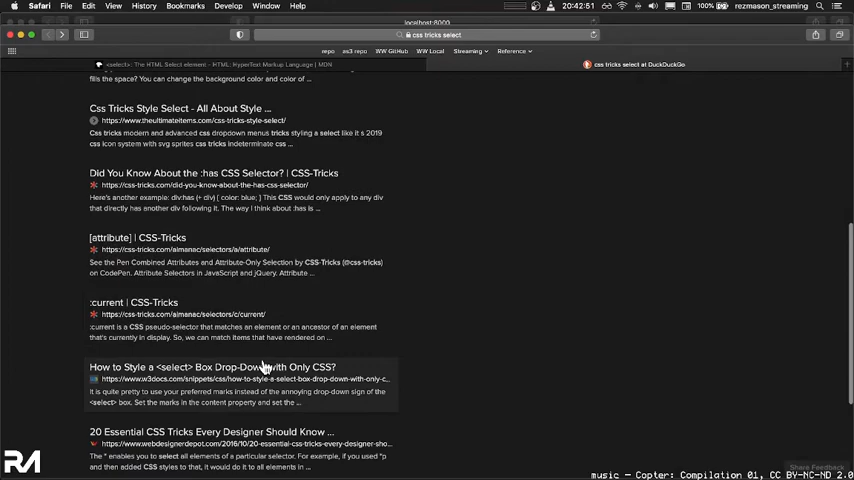 Safari File Edit View History Bookmarks Develop Window Help 100% 20:42:51 rezmason_streaming
localhost:8000
css tricks select
repo as3 repo WW GitHub WW Local Streaming Reference
<select>: The HTML Select element - HTML: HyperText Markup Language | MDN
css tricks select at DuckDuckGo
fills the space? You can change the background color and color of ...
Css Tricks Style Select - All About Style ...
https://www.theultimateitems.com/css-tricks-style-select/
Css tricks modern and advanced css dropdown menus tricks styling a select like it s 2019
css icon system with svg sprites css tricks indeterminate css ...
Did You Know About the :has CSS Selector? | CSS-Tricks
https://css-tricks.com/did-you-know-about-the-has-css-selector/
Here's another example: div:has(+ div) { color: blue; } This CSS would only apply to any div
that directly has another div following it. The way I think about :has is ...
[attribute] | CSS-Tricks
https://css-tricks.com/almanac/selectors/a/attribute/
See the Pen Combined Attributes and Attribute-Only Selection by CSS-Tricks (@css-tricks)
on CodePen. Attribute Selectors in JavaScript and jQuery. Attribute ...
:current | CSS-Tricks
https://css-tricks.com/almanac/selectors/c/current/
:current is a CSS pseudo-selector that matches an element or an ancestor of an element
that's currently in display. So, we can match items that have rendered on ...
How to Style a <select> Box Drop-Down with Only CSS?
https://www.w3docs.com/snippets/css/how-to-style-a-select-box-drop-down-with-only-c...
It is quite pretty to use your preferred marks instead of the annoying drop-down sign of the
<select> box. Set the marks in the content property and set the ...
20 Essential CSS Tricks Every Designer Should Know ...
https://www.webdesignerdepot.com/2016/10/20-essential-css-tricks-every-designer-sho...
The * enables you to select all elements of a particular selector. For example, if you used *p
and then added CSS styles to that, it would do it to all elements in ...
Share Feedback
RM
music — Copter: Compilation 01, CC BY-NC-ND 2.0